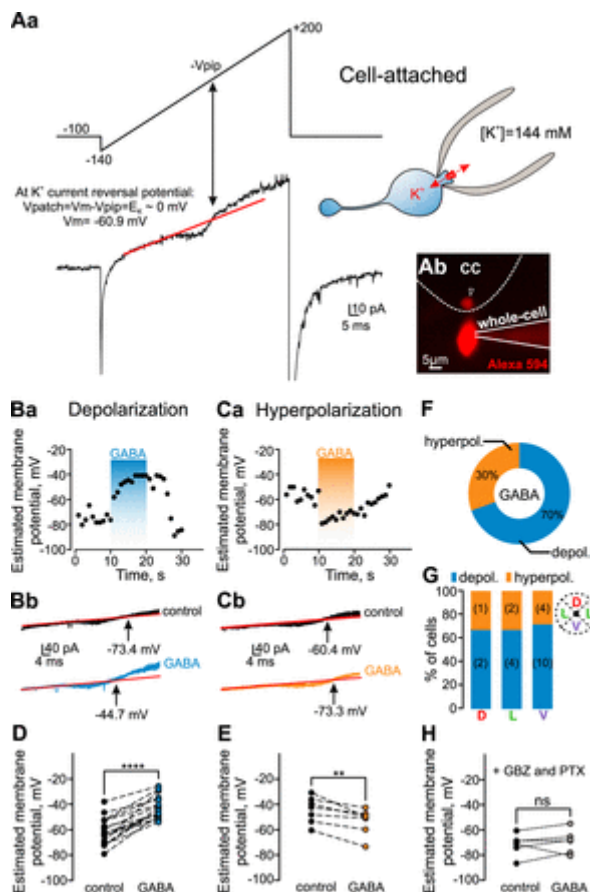 Aa
+200
-Vpip
Cell-attached
-100
-140
[K+]=144 mM
K+
At K+ current reversal potential:
Vpatch=Vm-Vpip=EK ~ 0 mV
Vm= -60.9 mV
10 pA
5 ms
Ab
cc
whole-cell
5µm
Alexa 594
Ba Depolarization
Estimated membrane potential, mV
-20
-40
-60
-80
-100
GABA
0 10 20 30
Time, s
Ca Hyperpolarization
Estimated membrane potential, mV
-20
-40
-60
-80
-100
GABA
0 10 20 30
Time, s
F
hyperpol.
30%
GABA
70%
depol.
Bb
control
40 pA
4 ms
-73.4 mV
GABA
-44.7 mV
Cb
control
40 pA
4 ms
-60.4 mV
GABA
-73.3 mV
G
depol. hyperpol.
% of cells
100
80
60
40
20
0
(1) (2) (4)
(2) (4) (10)
D L V
D
L L
V
D
Estimated membrane potential, mV
-20
-40
-60
-80
-100
****
control GABA
E
Estimated membrane potential, mV
-20
-40
-60
-80
-100
**
control GABA
H
+ GBZ and PTX
Estimated membrane potential, mV
-20
-40
-60
-80
-100
ns
control GABA